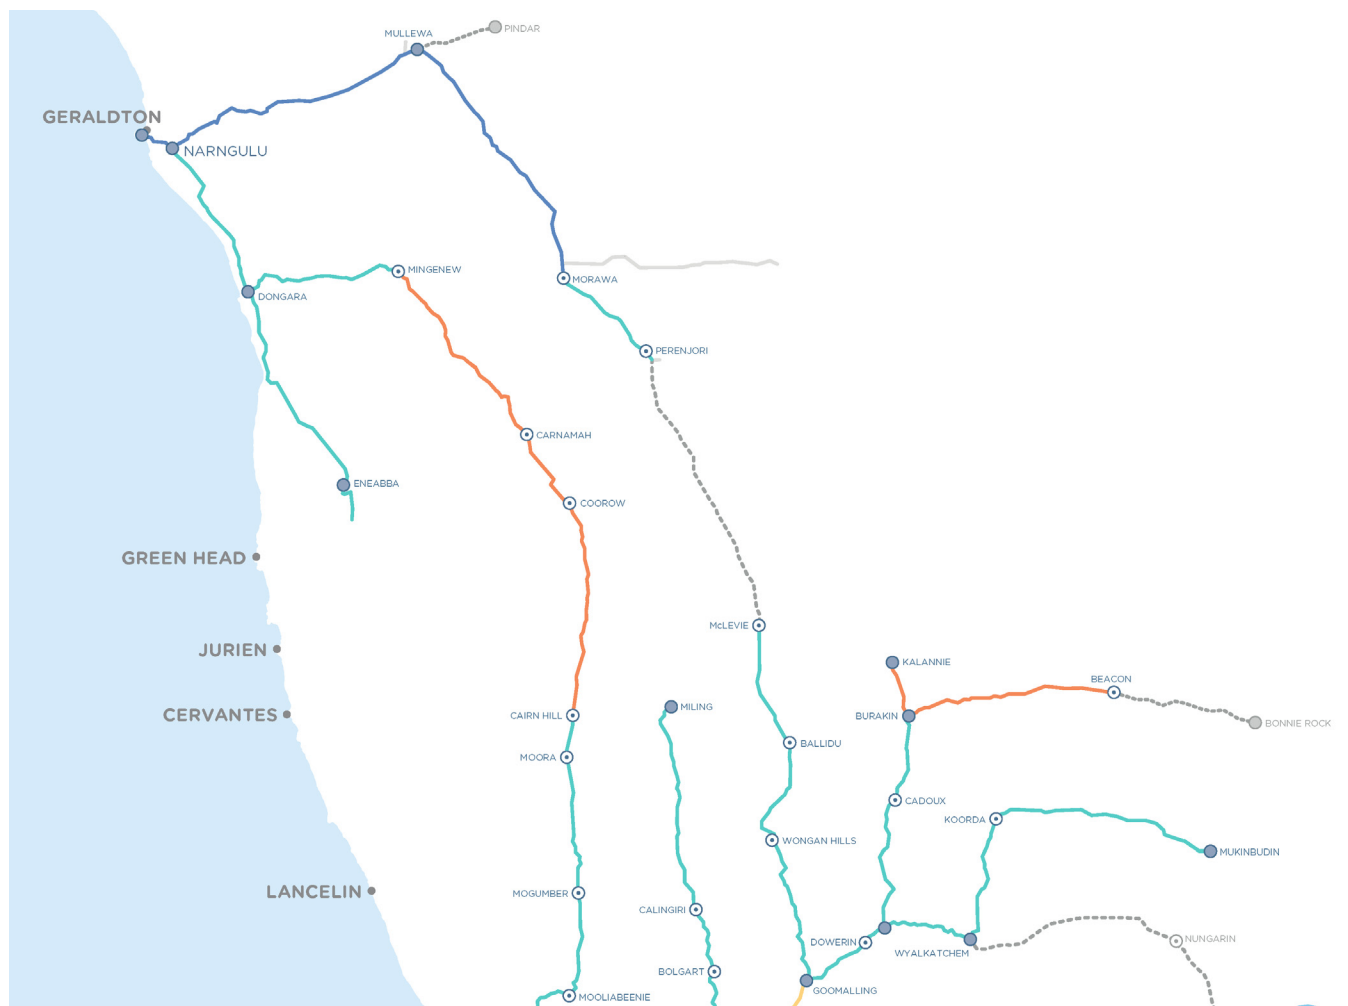 PINDAR
MULLEWA
GERALDTON
NARNGULU
MINGENEW
MORAWA
DONGARA
PERENJORI
CARNAMAH
ENEABBA
COOROW
GREEN HEAD
McLEVIE
JURIEN
KALANNIE
BEACON
MILING
CERVANTES
CAIRN HILL
BURAKIN
BONNIE ROCK
BALLIDU
MOORA
CADOUX
KOORDA
WONGAN HILLS
MUKINBUDIN
LANCELIN
MOGUMBER
CALINGIRI
NUNGARIN
DOWERIN
WYALKATCHEM
BOLGART
GOOMALLING
MOOLIABEENIE